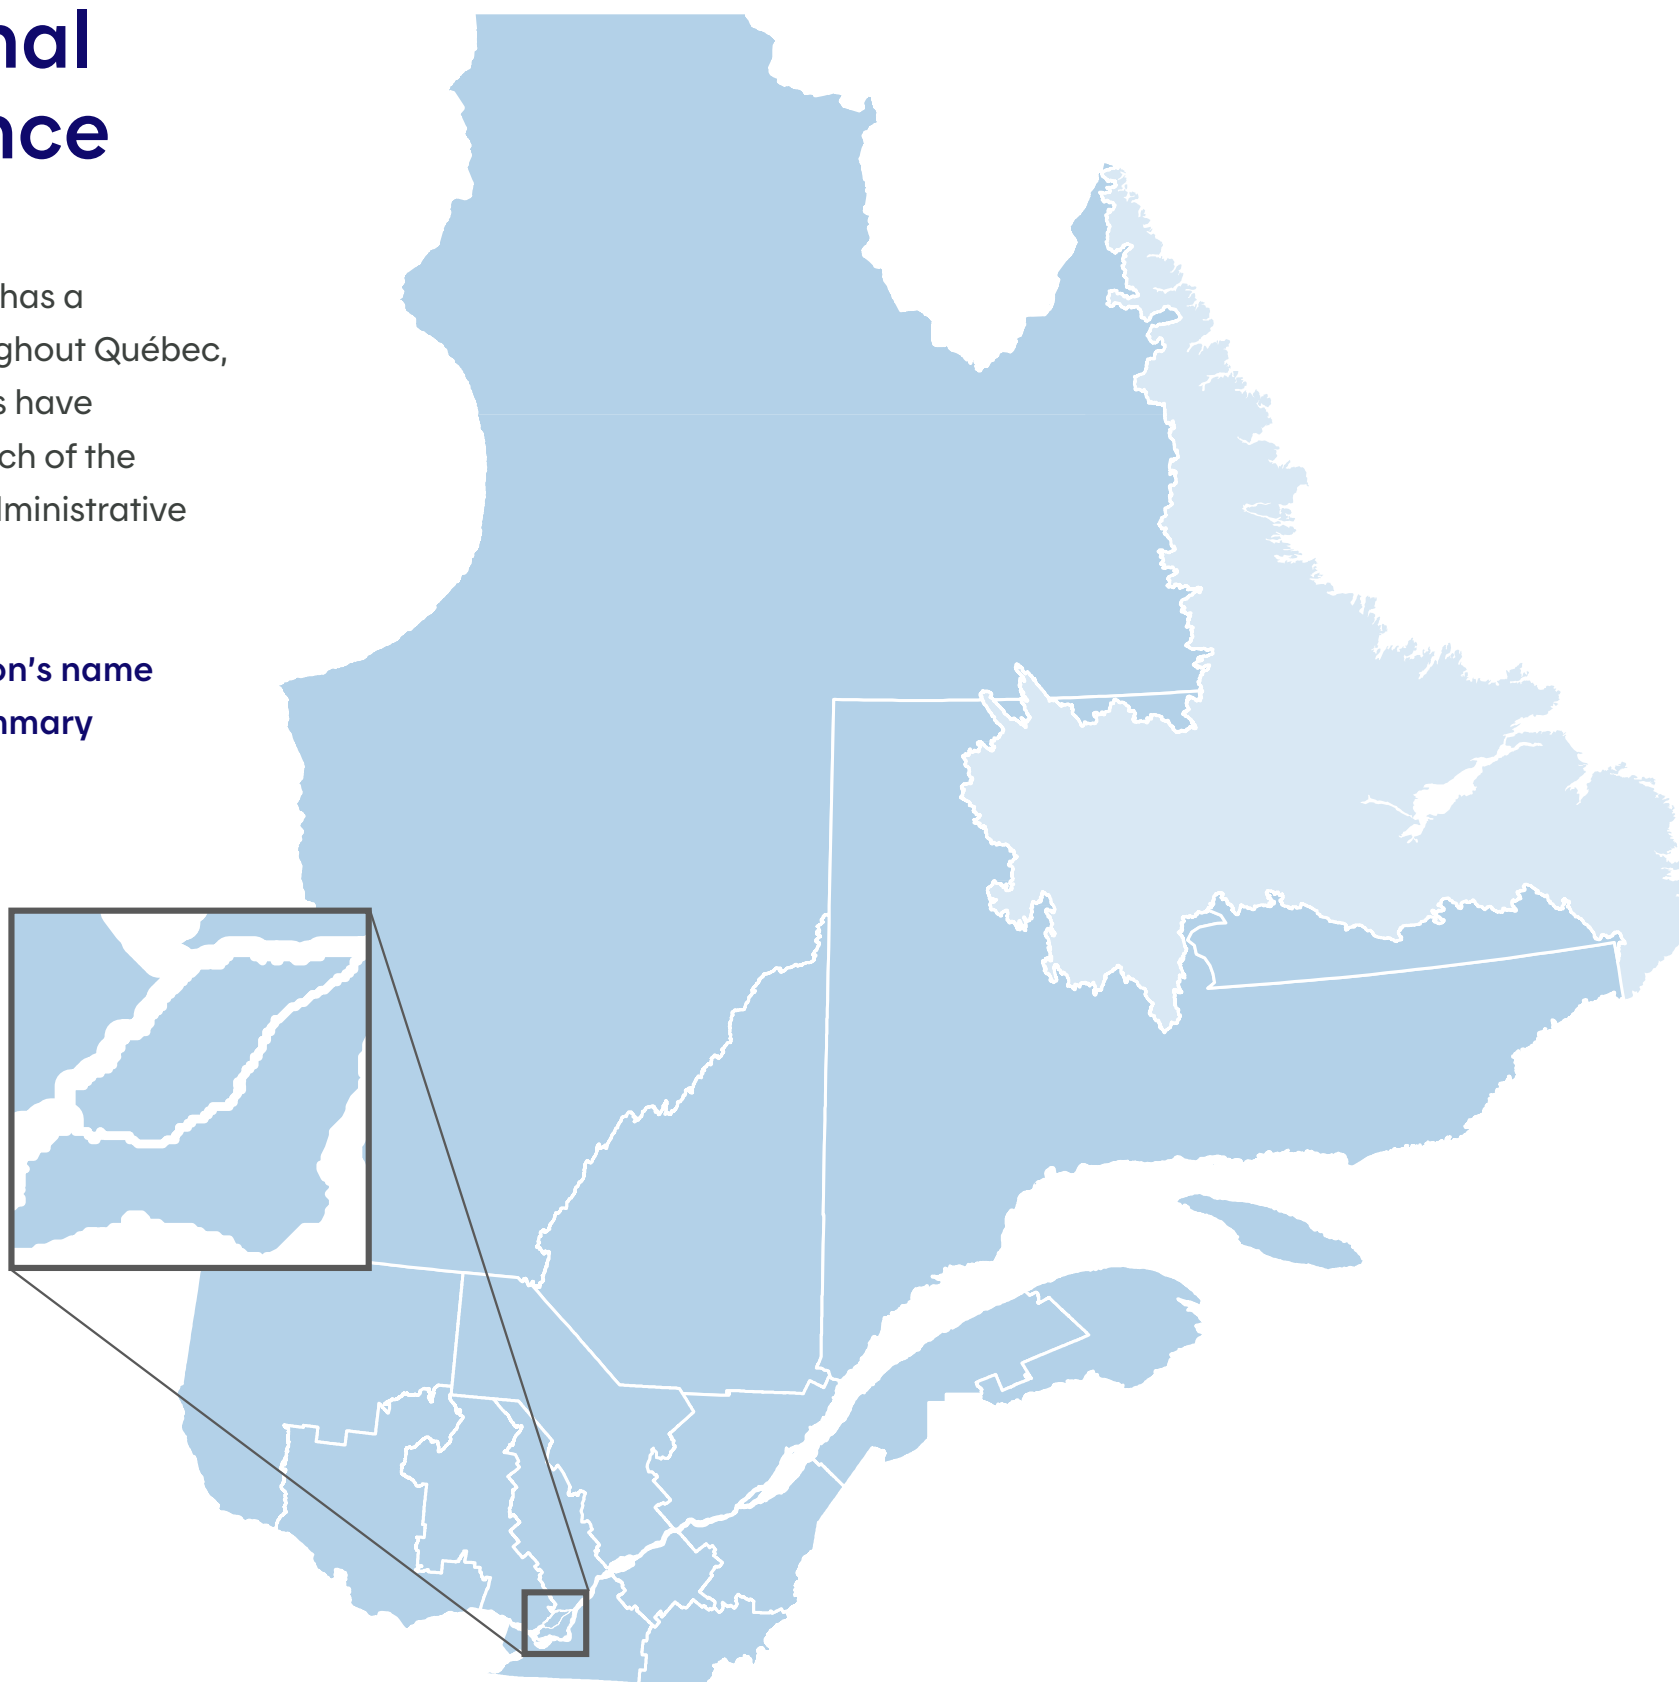 nal
nce
has a
ghout Québec,
s have
ch of the
lministrative
on's name
nmary